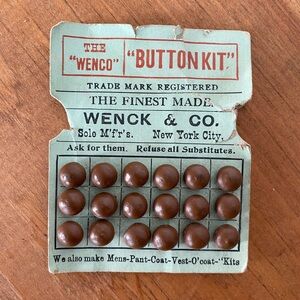 THE "WENCO" "BUTTON KIT"
TRADE MARK REGISTERED
THE FINEST MADE.
WENCK & CO.
Sole M'f'r's. New York City.
Ask for them. Refuse all Substitutes.
We also make Mens-Pant-Coat-Vest-O'coat-"Kits